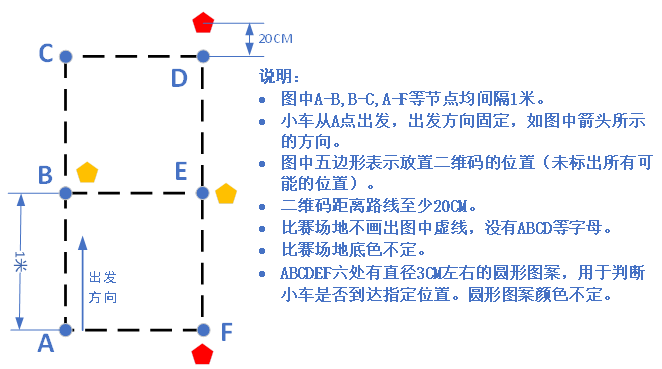 20CM
C
D
B
E
1米
出发
方向
A
F
说明：
图中A-B,B-C,A-F等节点均间隔1米。
小车从A点出发，出发方向固定，如图中箭头所示
的方向。
图中五边形表示放置二维码的位置（未标出所有可
能的位置）。
二维码距离路线至少20CM。
比赛场地不画出图中虚线，没有ABCD等字母。
比赛场地底色不定。
ABCDEF六处有直径3CM左右的圆形图案，用于判断
小车是否到达指定位置。圆形图案颜色不定。